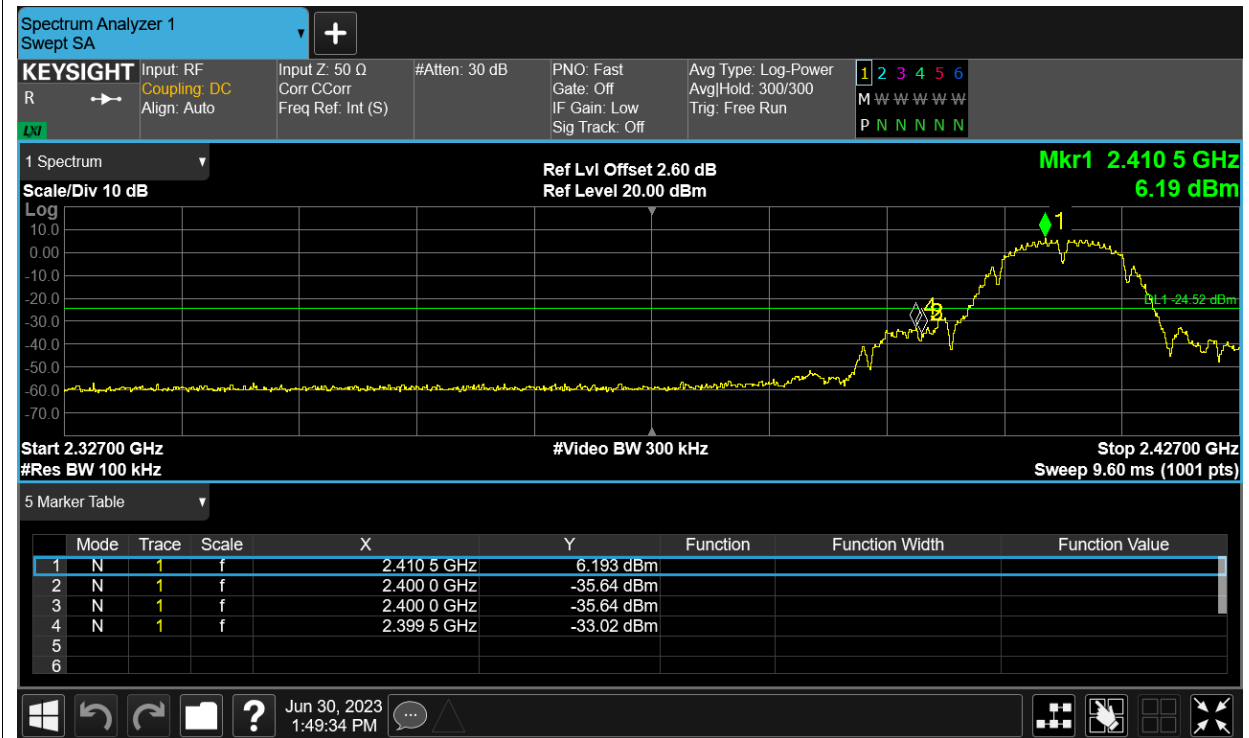 Spectrum Analyzer 1
Swept SA
+
KEYSIGHT Input: RF Input Z: 50 Ω #Atten: 30 dB PNO: Fast Avg Type: Log-Power 1 2 3 4 5 6
R Coupling: DC Corr CCorr Gate: Off Avg|Hold: 300/300 M W W W W W
Align: Auto Freq Ref: Int (S) IF Gain: Low Trig: Free Run
LXI Sig Track: Off P N N N N N
1 Spectrum Ref Lvl Offset 2.60 dB Mkr1 2.410 5 GHz
Scale/Div 10 dB Ref Level 20.00 dBm 6.19 dBm
Log
1
10.0
0.00
-10.0
-20.0
DL1 -24.52 dBm
4
-30.0
-40.0
-50.0
-60.0
-70.0
Start 2.32700 GHz #Video BW 300 kHz Stop 2.42700 GHz
#Res BW 100 kHz Sweep 9.60 ms (1001 pts)
5 Marker Table
Mode Trace Scale X Y Function Function Width Function Value
1 N 1 f 2.410 5 GHz 6.193 dBm
2 N 1 f 2.400 0 GHz -35.64 dBm
3 N 1 f 2.400 0 GHz -35.64 dBm
4 N 1 f 2.399 5 GHz -33.02 dBm
5
6
? Jun 30, 2023
1:49:34 PM